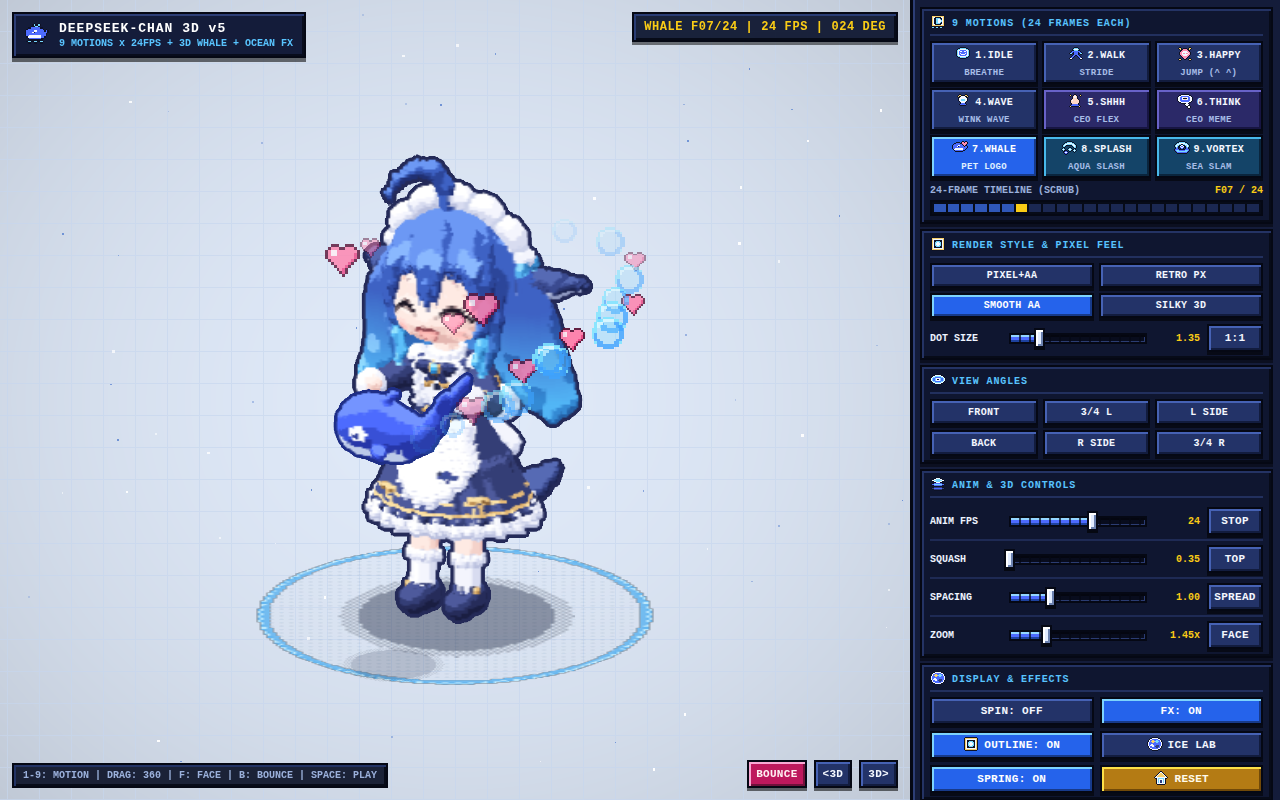 DEEPSEEK-CHAN 3D v5
9 MOTIONS x 24FPS + 3D WHALE + OCEAN FX
WHALE F07/24 | 24 FPS | 024 DEG
9 MOTIONS (24 FRAMES EACH)
1.IDLE
BREATHE
2.WALK
STRIDE
3.HAPPY
JUMP (^ ^)
4.WAVE
WINK WAVE
5.SHHH
CEO FLEX
6.THINK
CEO MEME
7.WHALE
PET LOGO
8.SPLASH
AQUA SLASH
9.VORTEX
SEA SLAM
24-FRAME TIMELINE (SCRUB) F07 / 24
RENDER STYLE & PIXEL FEEL
PIXEL+AA RETRO PX
SMOOTH AA SILKY 3D
DOT SIZE 1.35 1:1
VIEW ANGLES
FRONT 3/4 L L SIDE
BACK R SIDE 3/4 R
ANIM & 3D CONTROLS
ANIM FPS 24 STOP
SQUASH 0.35 TOP
SPACING 1.00 SPREAD
ZOOM 1.45x FACE
DISPLAY & EFFECTS
SPIN: OFF FX: ON
OUTLINE: ON ICE LAB
SPRING: ON RESET
1-9: MOTION | DRAG: 360 | F: FACE | B: BOUNCE | SPACE: PLAY
BOUNCE <3D 3D>